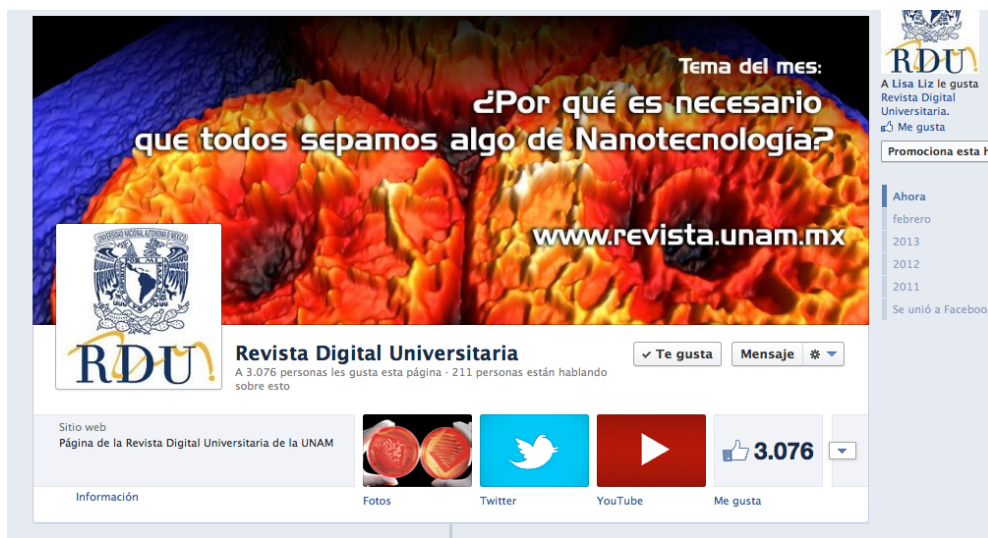 Tema del mes:
¿Por qué es necesario
que todos sepamos algo de Nanotecnología?
www.revista.unam.mx
RDU
Revista Digital Universitaria
A 3.076 personas les gusta esta página · 211 personas están hablando
sobre esto
✓ Te gusta
Mensaje
Sitio web
Página de la Revista Digital Universitaria de la UNAM
Información
Fotos
Twitter
YouTube
3.076
Me gusta
RDU
A Lisa Liz le gusta
Revista Digital
Universitaria.
Me gusta
Promociona esta h
Ahora
febrero
2013
2012
2011
Se unió a Faceboo